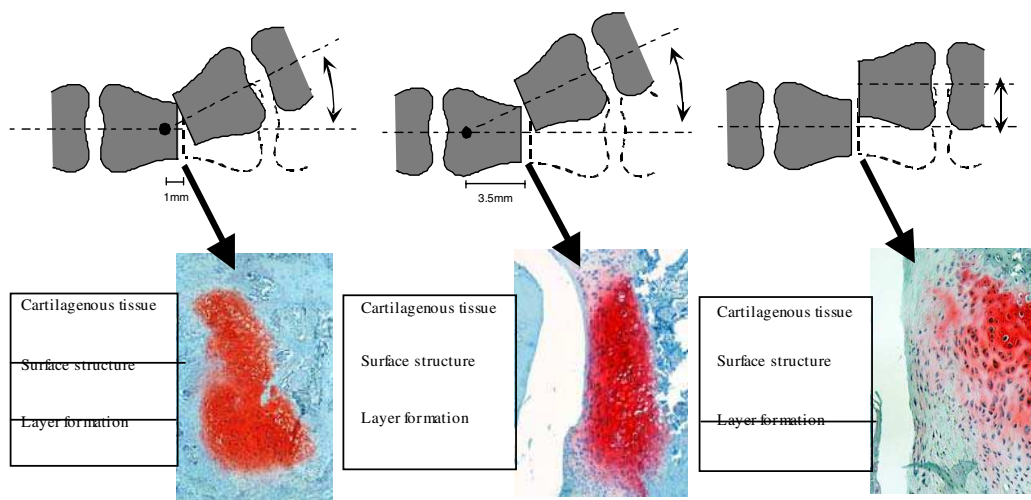 1mm
3.5mm
Cartilagenous tissue
Surface structure
Layer formation
Cartilagenous tissue
Surface structure
Layer formation
Cartilagenous tissue
Surface structure
Layer formation